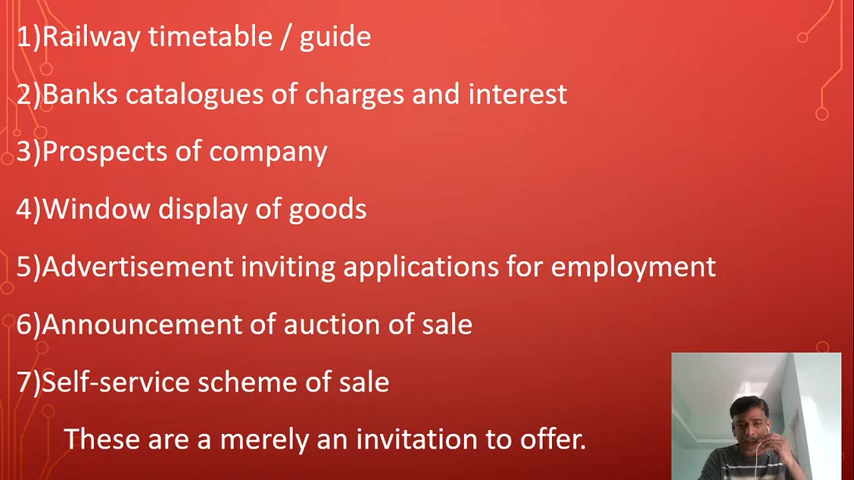 1)Railway timetable / guide
2)Banks catalogues of charges and interest
3)Prospects of company
4)Window display of goods
5)Advertisement inviting applications for employment
6)Announcement of auction of sale
7)Self-service scheme of sale
These are a merely an invitation to offer.